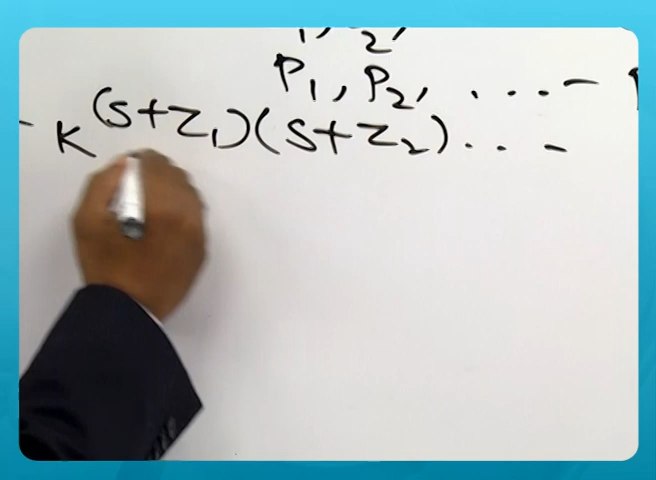 P₁, P₂, ....
K (S+Z₁)(S+Z₂)...